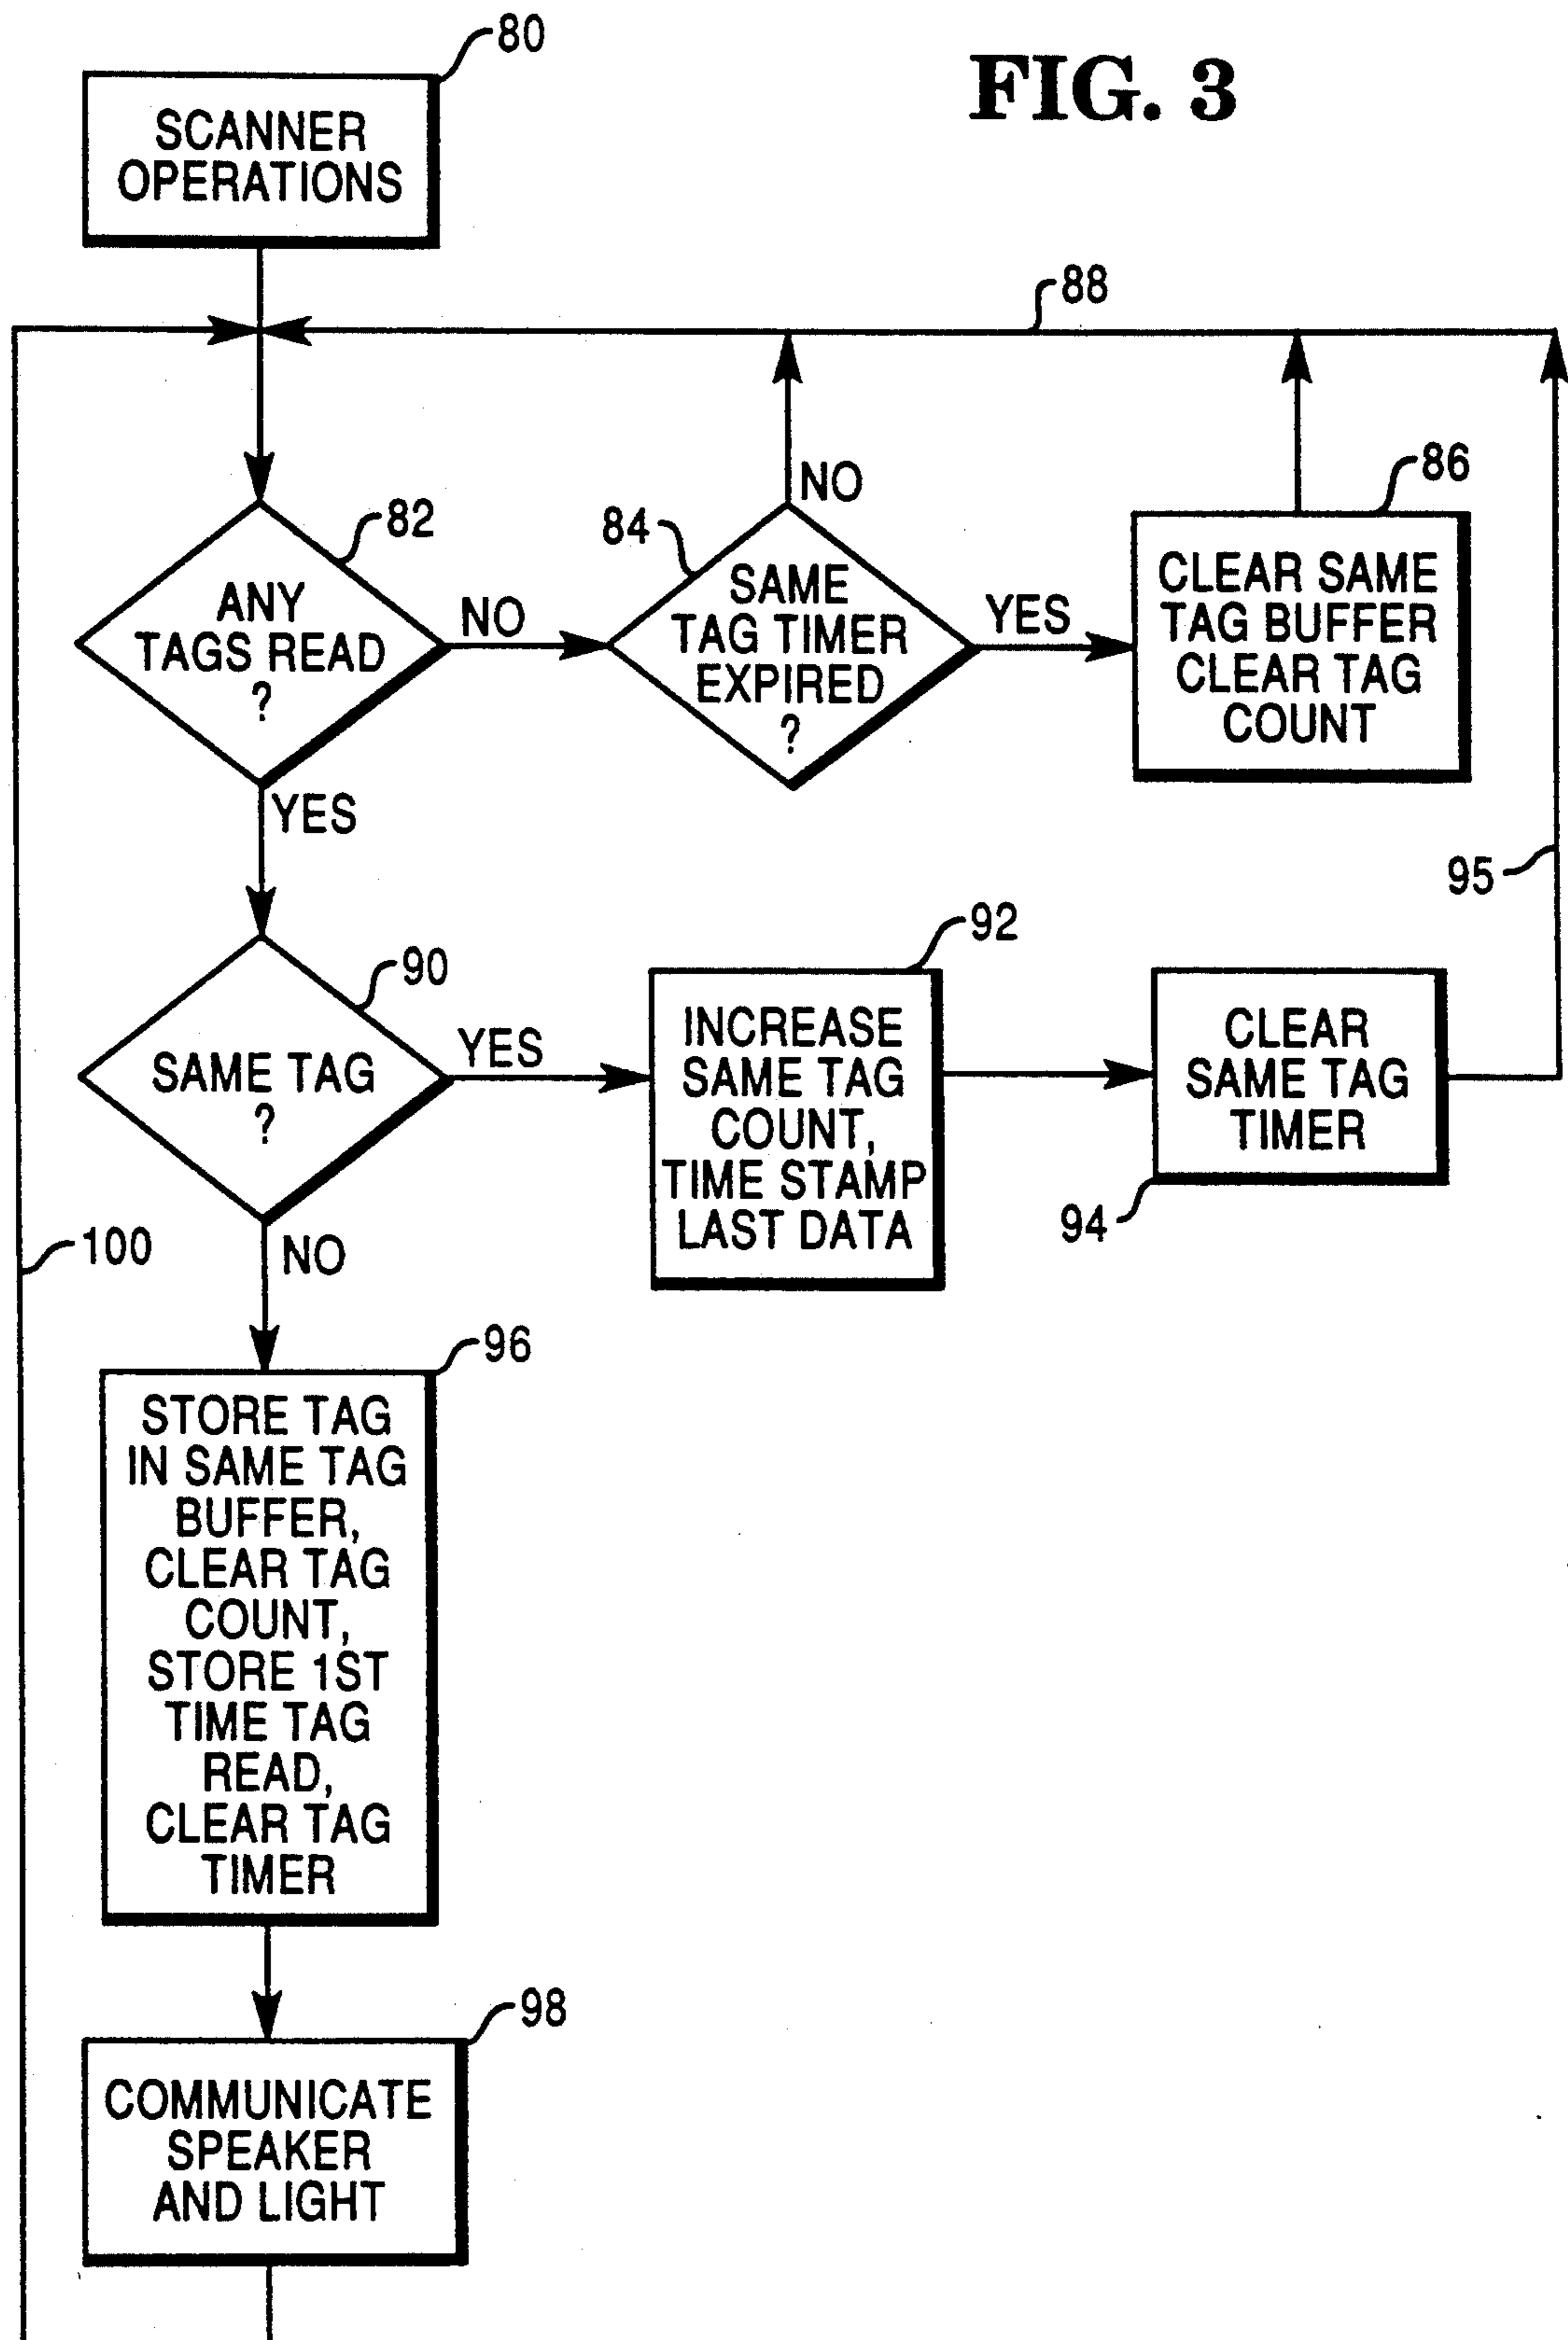 80
FIG. 3
SCANNER
OPERATIONS
88
82
84
NO
86
ANY
TAGS READ
?
NO
SAME
TAG TIMER
EXPIRED
?
YES
CLEAR SAME
TAG BUFFER
CLEAR TAG
COUNT
YES
95
90
92
SAME TAG
?
YES
INCREASE
SAME TAG
COUNT,
TIME STAMP
LAST DATA
CLEAR
SAME TAG
TIMER
94
100
NO
96
STORE TAG
IN SAME TAG
BUFFER,
CLEAR TAG
COUNT,
STORE 1ST
TIME TAG
READ,
CLEAR TAG
TIMER
98
COMMUNICATE
SPEAKER
AND LIGHT